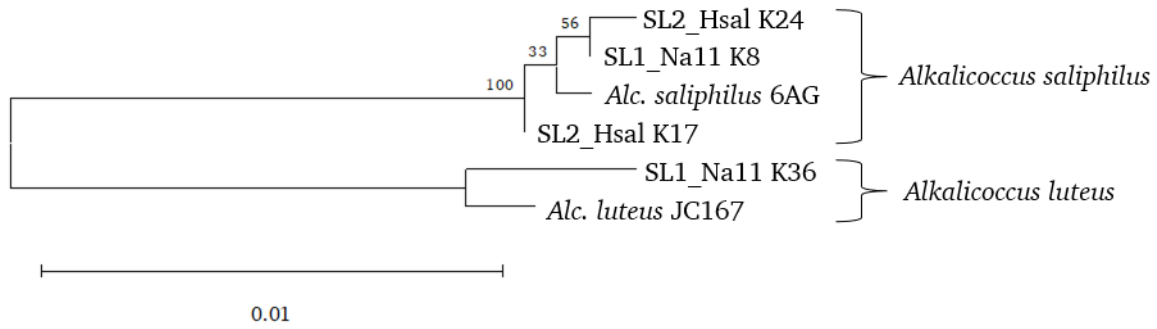 SL2_Hsal K24
56
33
SL1_Na11 K8
Alkalicoccus saliphilus
100
Alc. saliphilus 6AG
SL2_Hsal K17
SL1_Na11 K36
Alkalicoccus luteus
Alc. luteus JC167
0.01